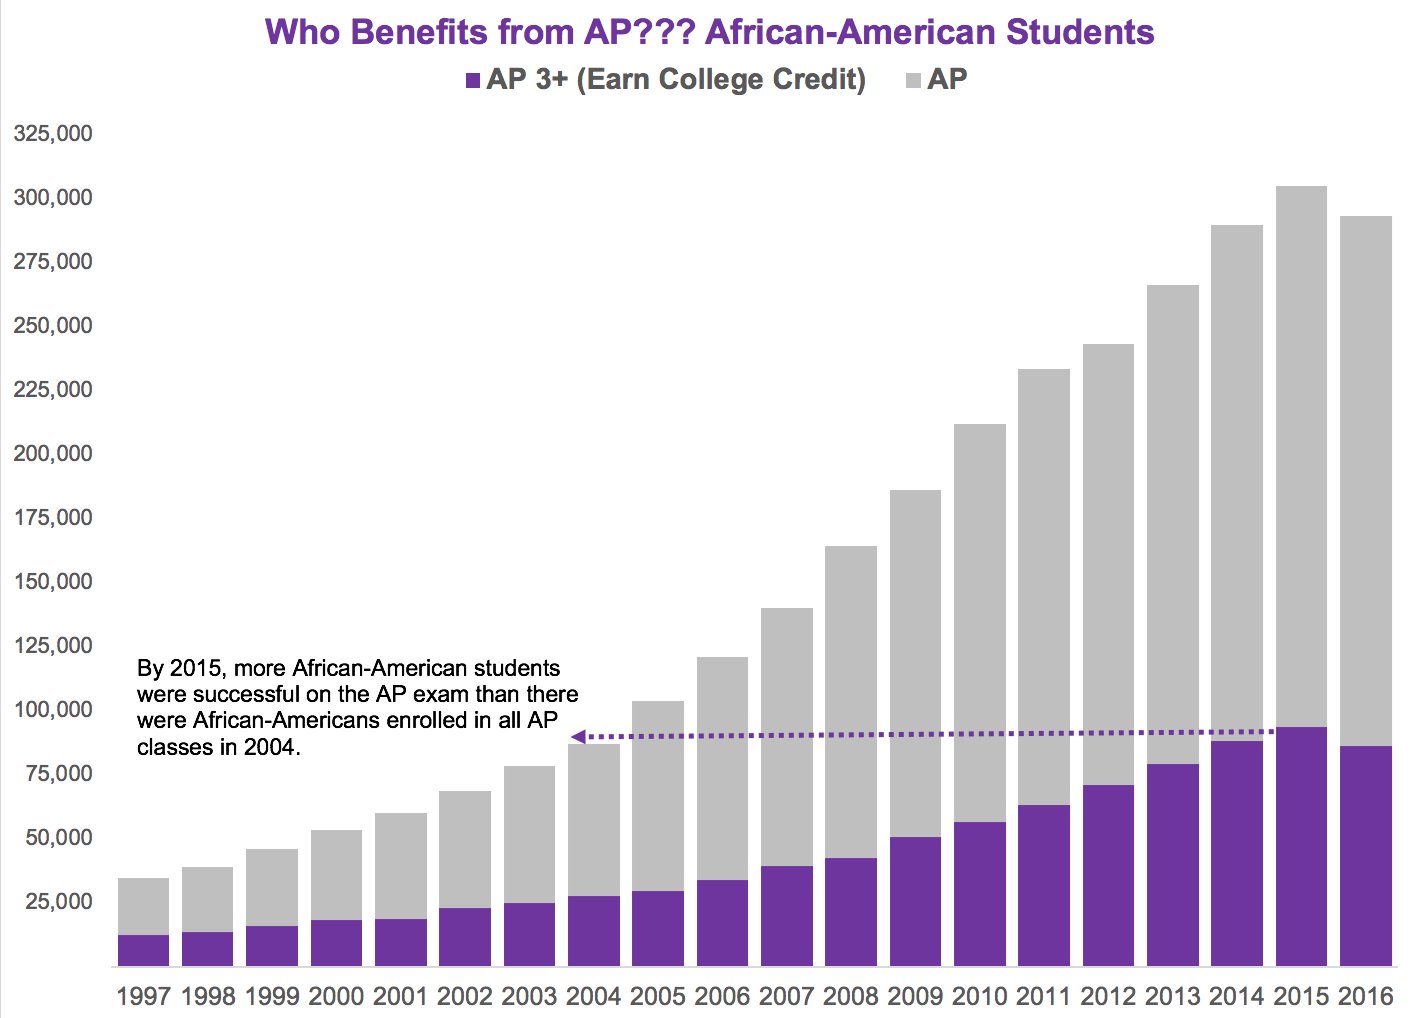 Who Benefits from AP??? African-American Students
AP 3+ (Earn College Credit) AP
325,000
300,000
275,000
250,000
225,000
200,000
175,000
150,000
125,000
100,000
75,000
50,000
25,000
By 2015, more African-American students
were successful on the AP exam than there
were African-Americans enrolled in all AP
classes in 2004.
1997 1998 1999 2000 2001 2002 2003 2004 2005 2006 2007 2008 2009 2010 2011 2012 2013 2014 2015 2016